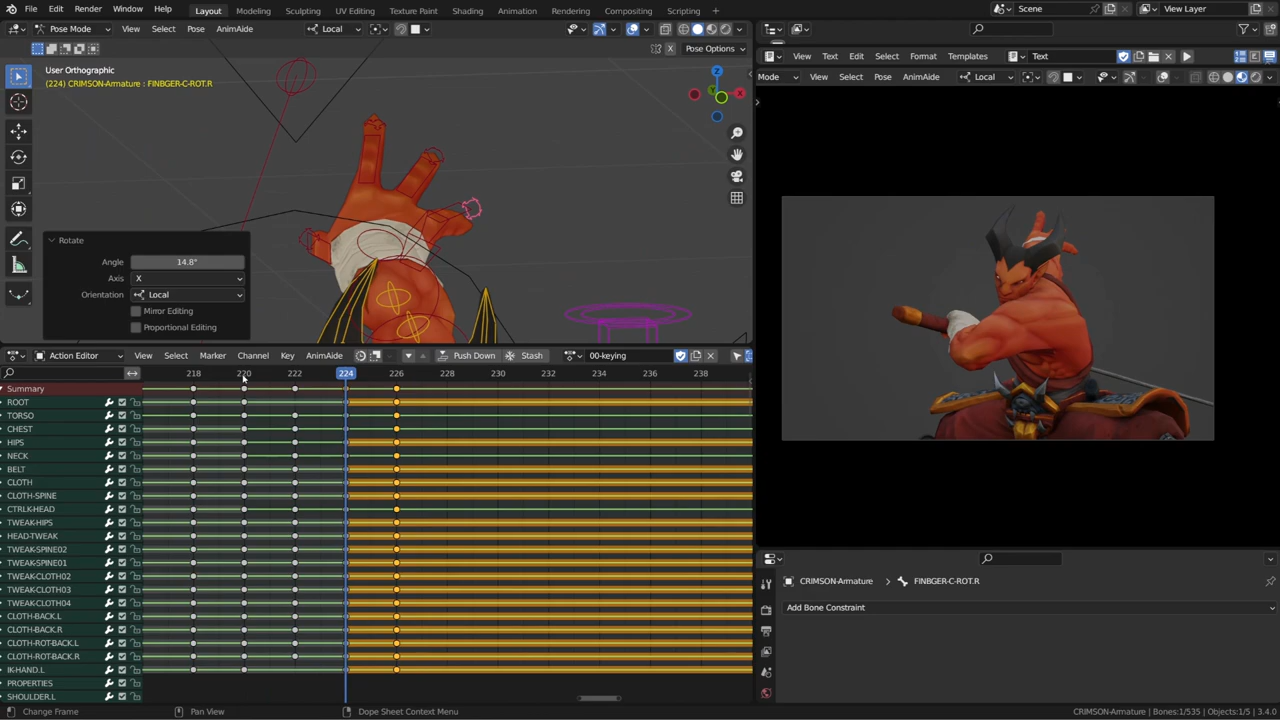 File Edit Render Window Help Layout Modeling Sculpting UV Editing Texture Paint Shading Animation Rendering Compositing Scripting + Scene View Layer
Pose Mode View Select Pose AnimAide Local
Pose Options
User Orthographic
(224) CRIMSON-Armature : FINBGER-C-ROT.R
View Text Edit Select Format Templates Text
Mode View Select Pose AnimAide Local
Rotate
Angle 14.8°
Axis X
Orientation Local
Mirror Editing
Proportional Editing
Action Editor View Select Marker Channel Key AnimAide Push Down Stash 00-keying
218 220 222 224 226 228 230 232 234 236 238
Summary
ROOT
TORSO
CHEST
HIPS
NECK
BELT
CLOTH
CLOTH-SPINE
CTRLK-HEAD
TWEAK-HIPS
HEAD-TWEAK
TWEAK-SPINE02
TWEAK-SPINE01
TWEAK-CLOTH02
TWEAK-CLOTH03
TWEAK-CLOTH04
CLOTH-BACK.L
CLOTH-BACK.R
CLOTH-ROT-BACK.L
CLOTH-ROT-BACK.R
IK-HAND.L
PROPERTIES
SHOULDER.L
CRIMSON-Armature FINBGER-C-ROT.R
Add Bone Constraint
Change Frame Pan View Dope Sheet Context Menu CRIMSON-Armature | Bones:1/535 | Objects:1/5 | 3.4.0